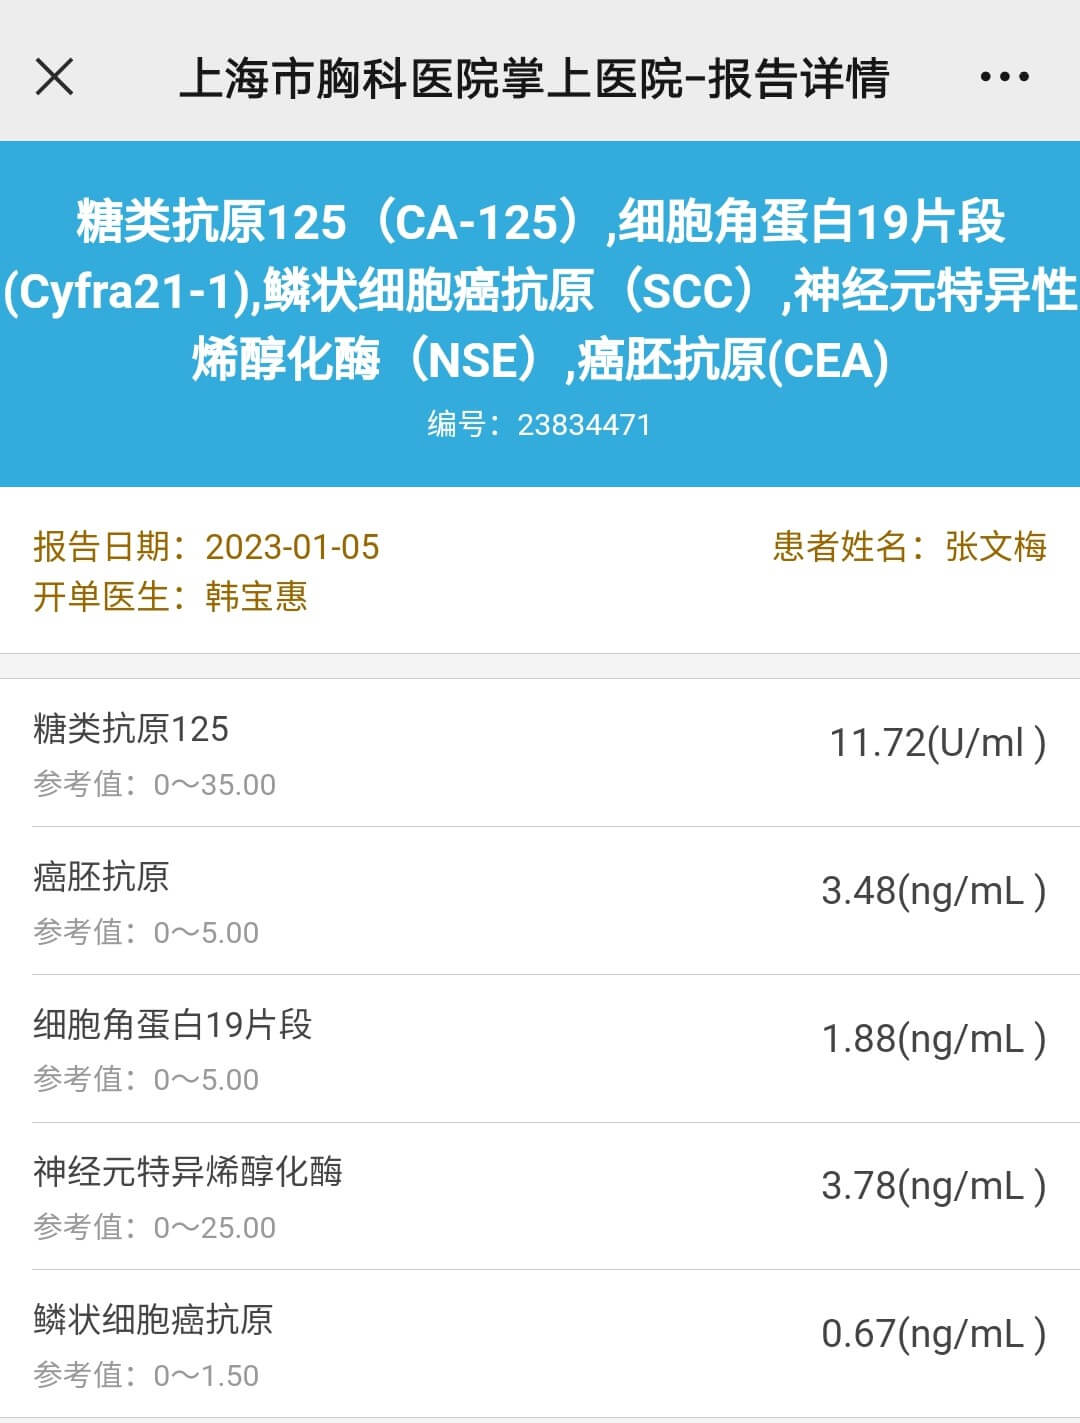 上海市胸科医院掌上医院-报告详情
糖类抗原125（CA-125）,细胞角蛋白19片段
(Cyfra21-1),鳞状细胞癌抗原（SCC）,神经元特异性
烯醇化酶（NSE）,癌胚抗原(CEA)
编号：23834471
报告日期：2023-01-05
患者姓名：张文梅
开单医生：韩宝惠
糖类抗原125
11.72(U/ml )
参考值：0～35.00
癌胚抗原
3.48(ng/mL )
参考值：0～5.00
细胞角蛋白19片段
1.88(ng/mL )
参考值：0～5.00
神经元特异烯醇化酶
3.78(ng/mL )
参考值：0～25.00
鳞状细胞癌抗原
0.67(ng/mL )
参考值：0～1.50